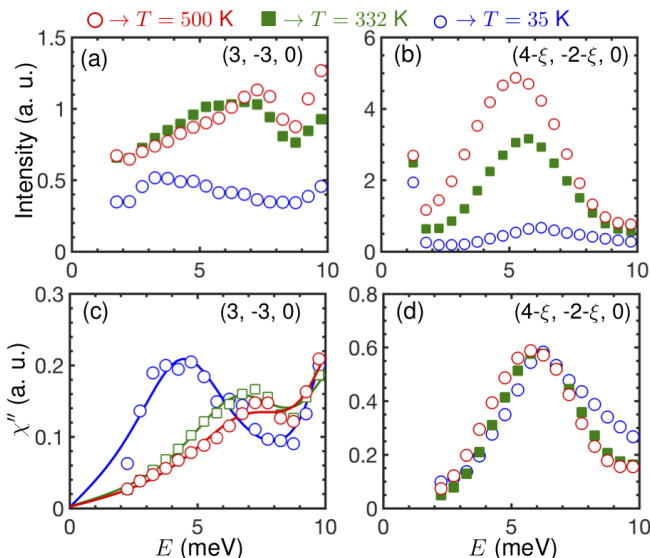 → T = 500 K → T = 332 K → T = 35 K
(a) (3, -3, 0)
(b) (4-ξ, -2-ξ, 0)
Intensity (a. u.)
1.5
1
0.5
0
0 5 10
6
4
2
0
0 5 10
(c) (3, -3, 0)
(d) (4-ξ, -2-ξ, 0)
χ″ (a. u.)
0.3
0.2
0.1
0
0 5 10
E (meV)
0.8
0.6
0.4
0.2
0
0 5 10
E (meV)